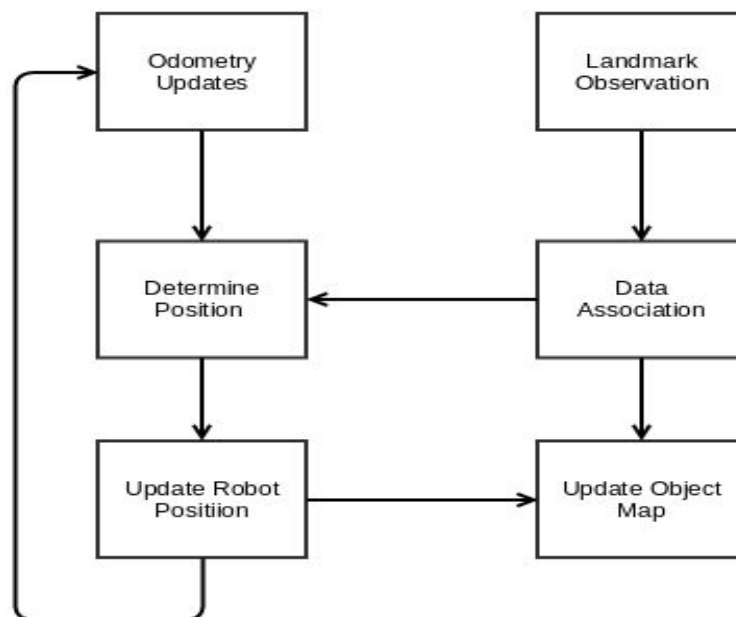 Odometry
Updates
Landmark
Observation
Determine
Position
Data
Association
Update Robot
Positiion
Update Object
Map